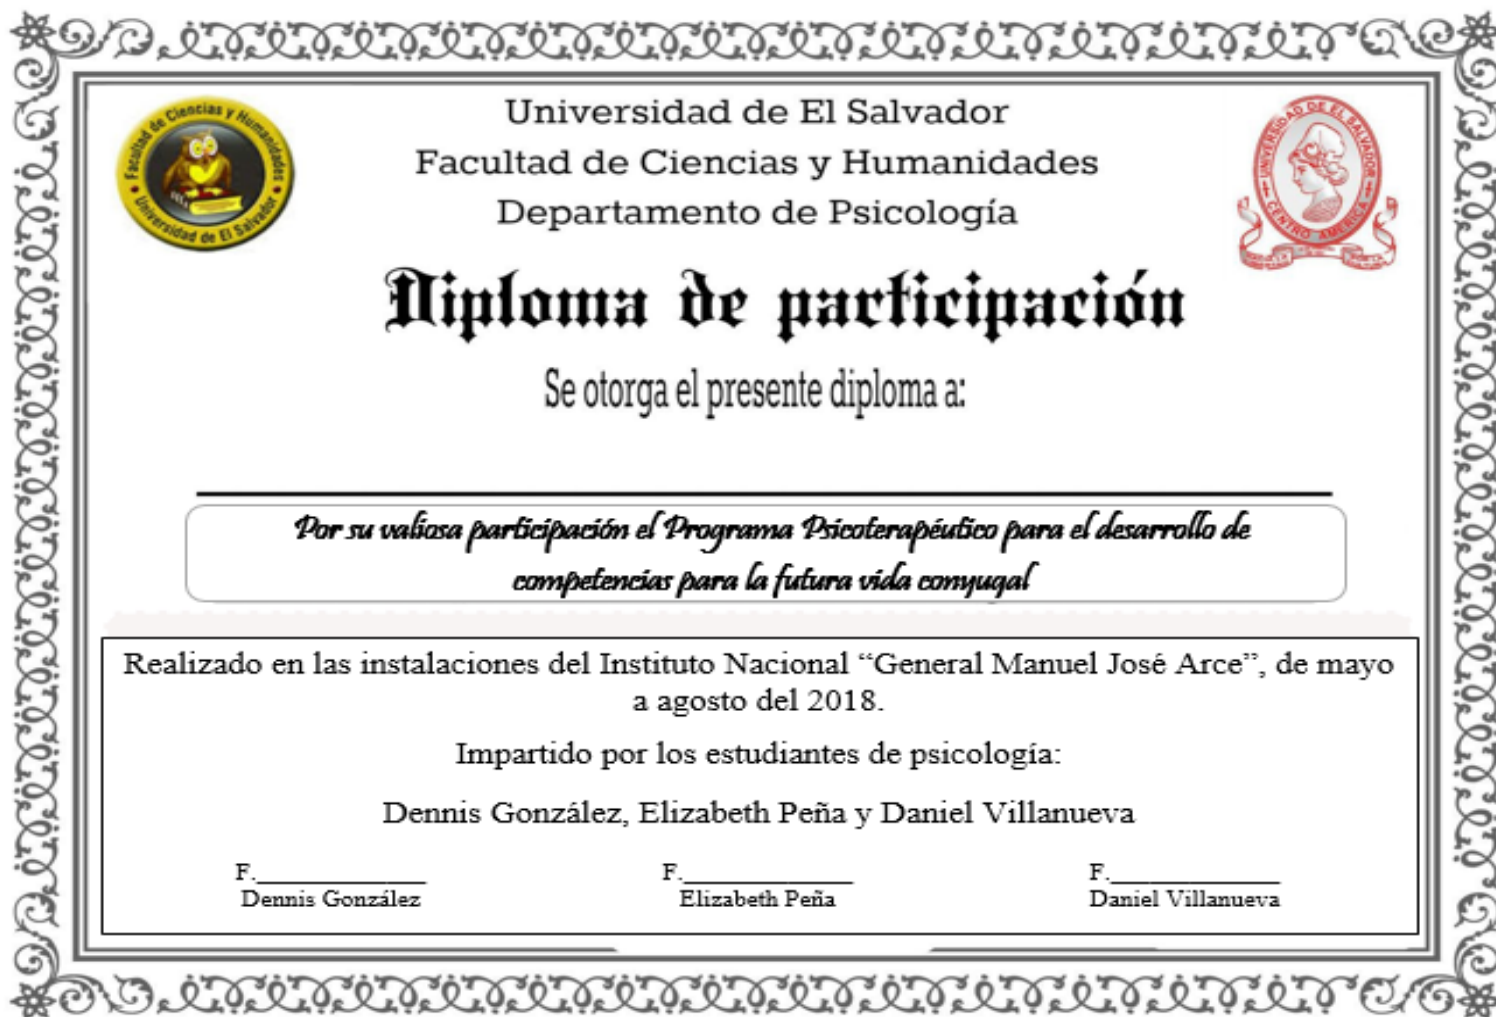 Universidad de El Salvador
Facultad de Ciencias y Humanidades
Departamento de Psicología
Facultad de Ciencias y Humanidades
Universidad de El Salvador
UNIVERSIDAD DE EL SALVADOR
CENTRO AMERICA
Diploma de participación
Se otorga el presente diploma a:
Por su valiosa participación el Programa Psicoterapéutico para el desarrollo de
competencias para la futura vida conyugal
Realizado en las instalaciones del Instituto Nacional “General Manuel José Arce”, de mayo
a agosto del 2018.
Impartido por los estudiantes de psicología:
Dennis González, Elizabeth Peña y Daniel Villanueva
F.______________ F.______________ F.______________
Dennis González Elizabeth Peña Daniel Villanueva